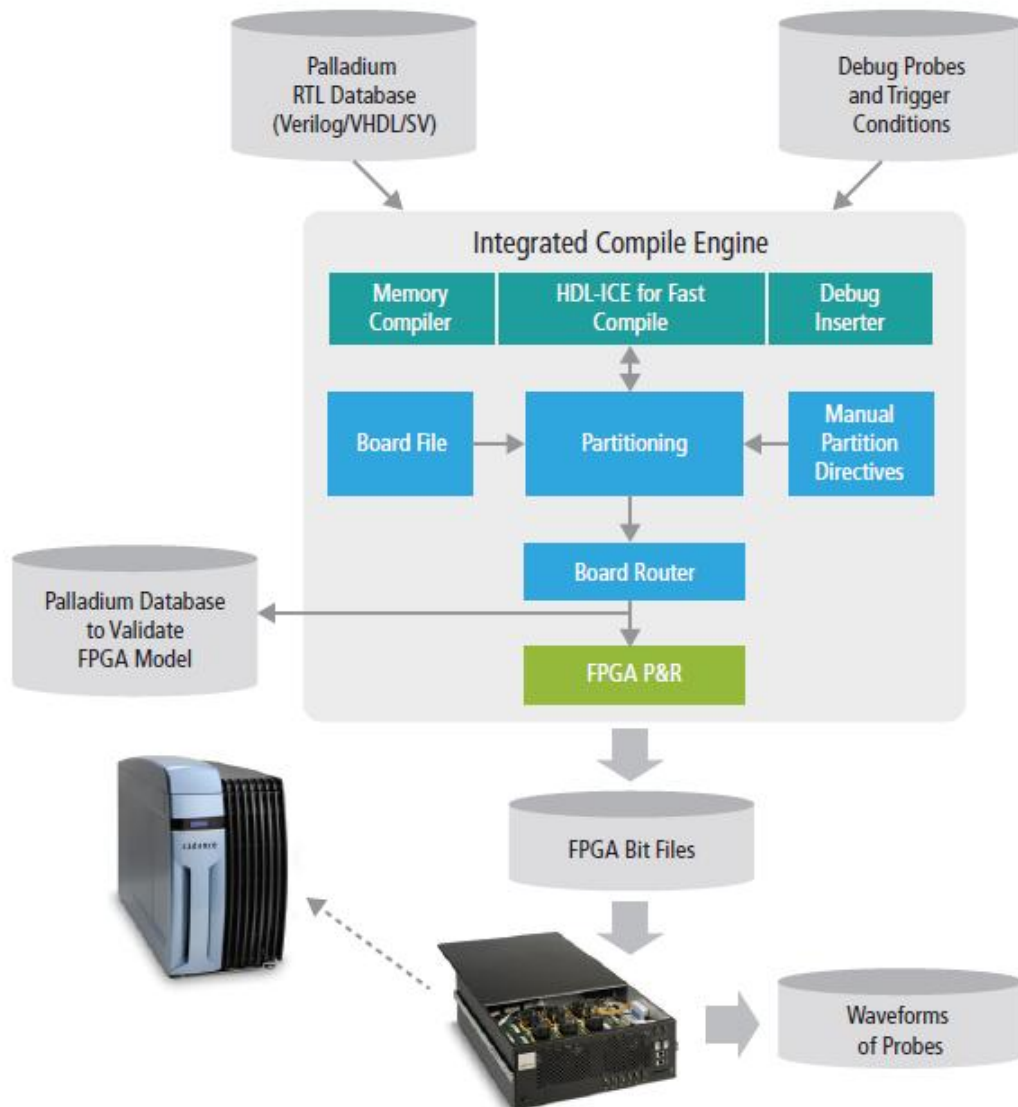 Palladium
RTL Database
(Verilog/VHDL/SV)
Debug Probes
and Trigger
Conditions
Integrated Compile Engine
Memory
Compiler
HDL-ICE for Fast
Compile
Debug
Inserter
Board File
Partitioning
Manual
Partition
Directives
Board Router
Palladium Database
to Validate
FPGA Model
FPGA P&R
FPGA Bit Files
cādence
Waveforms
of Probes